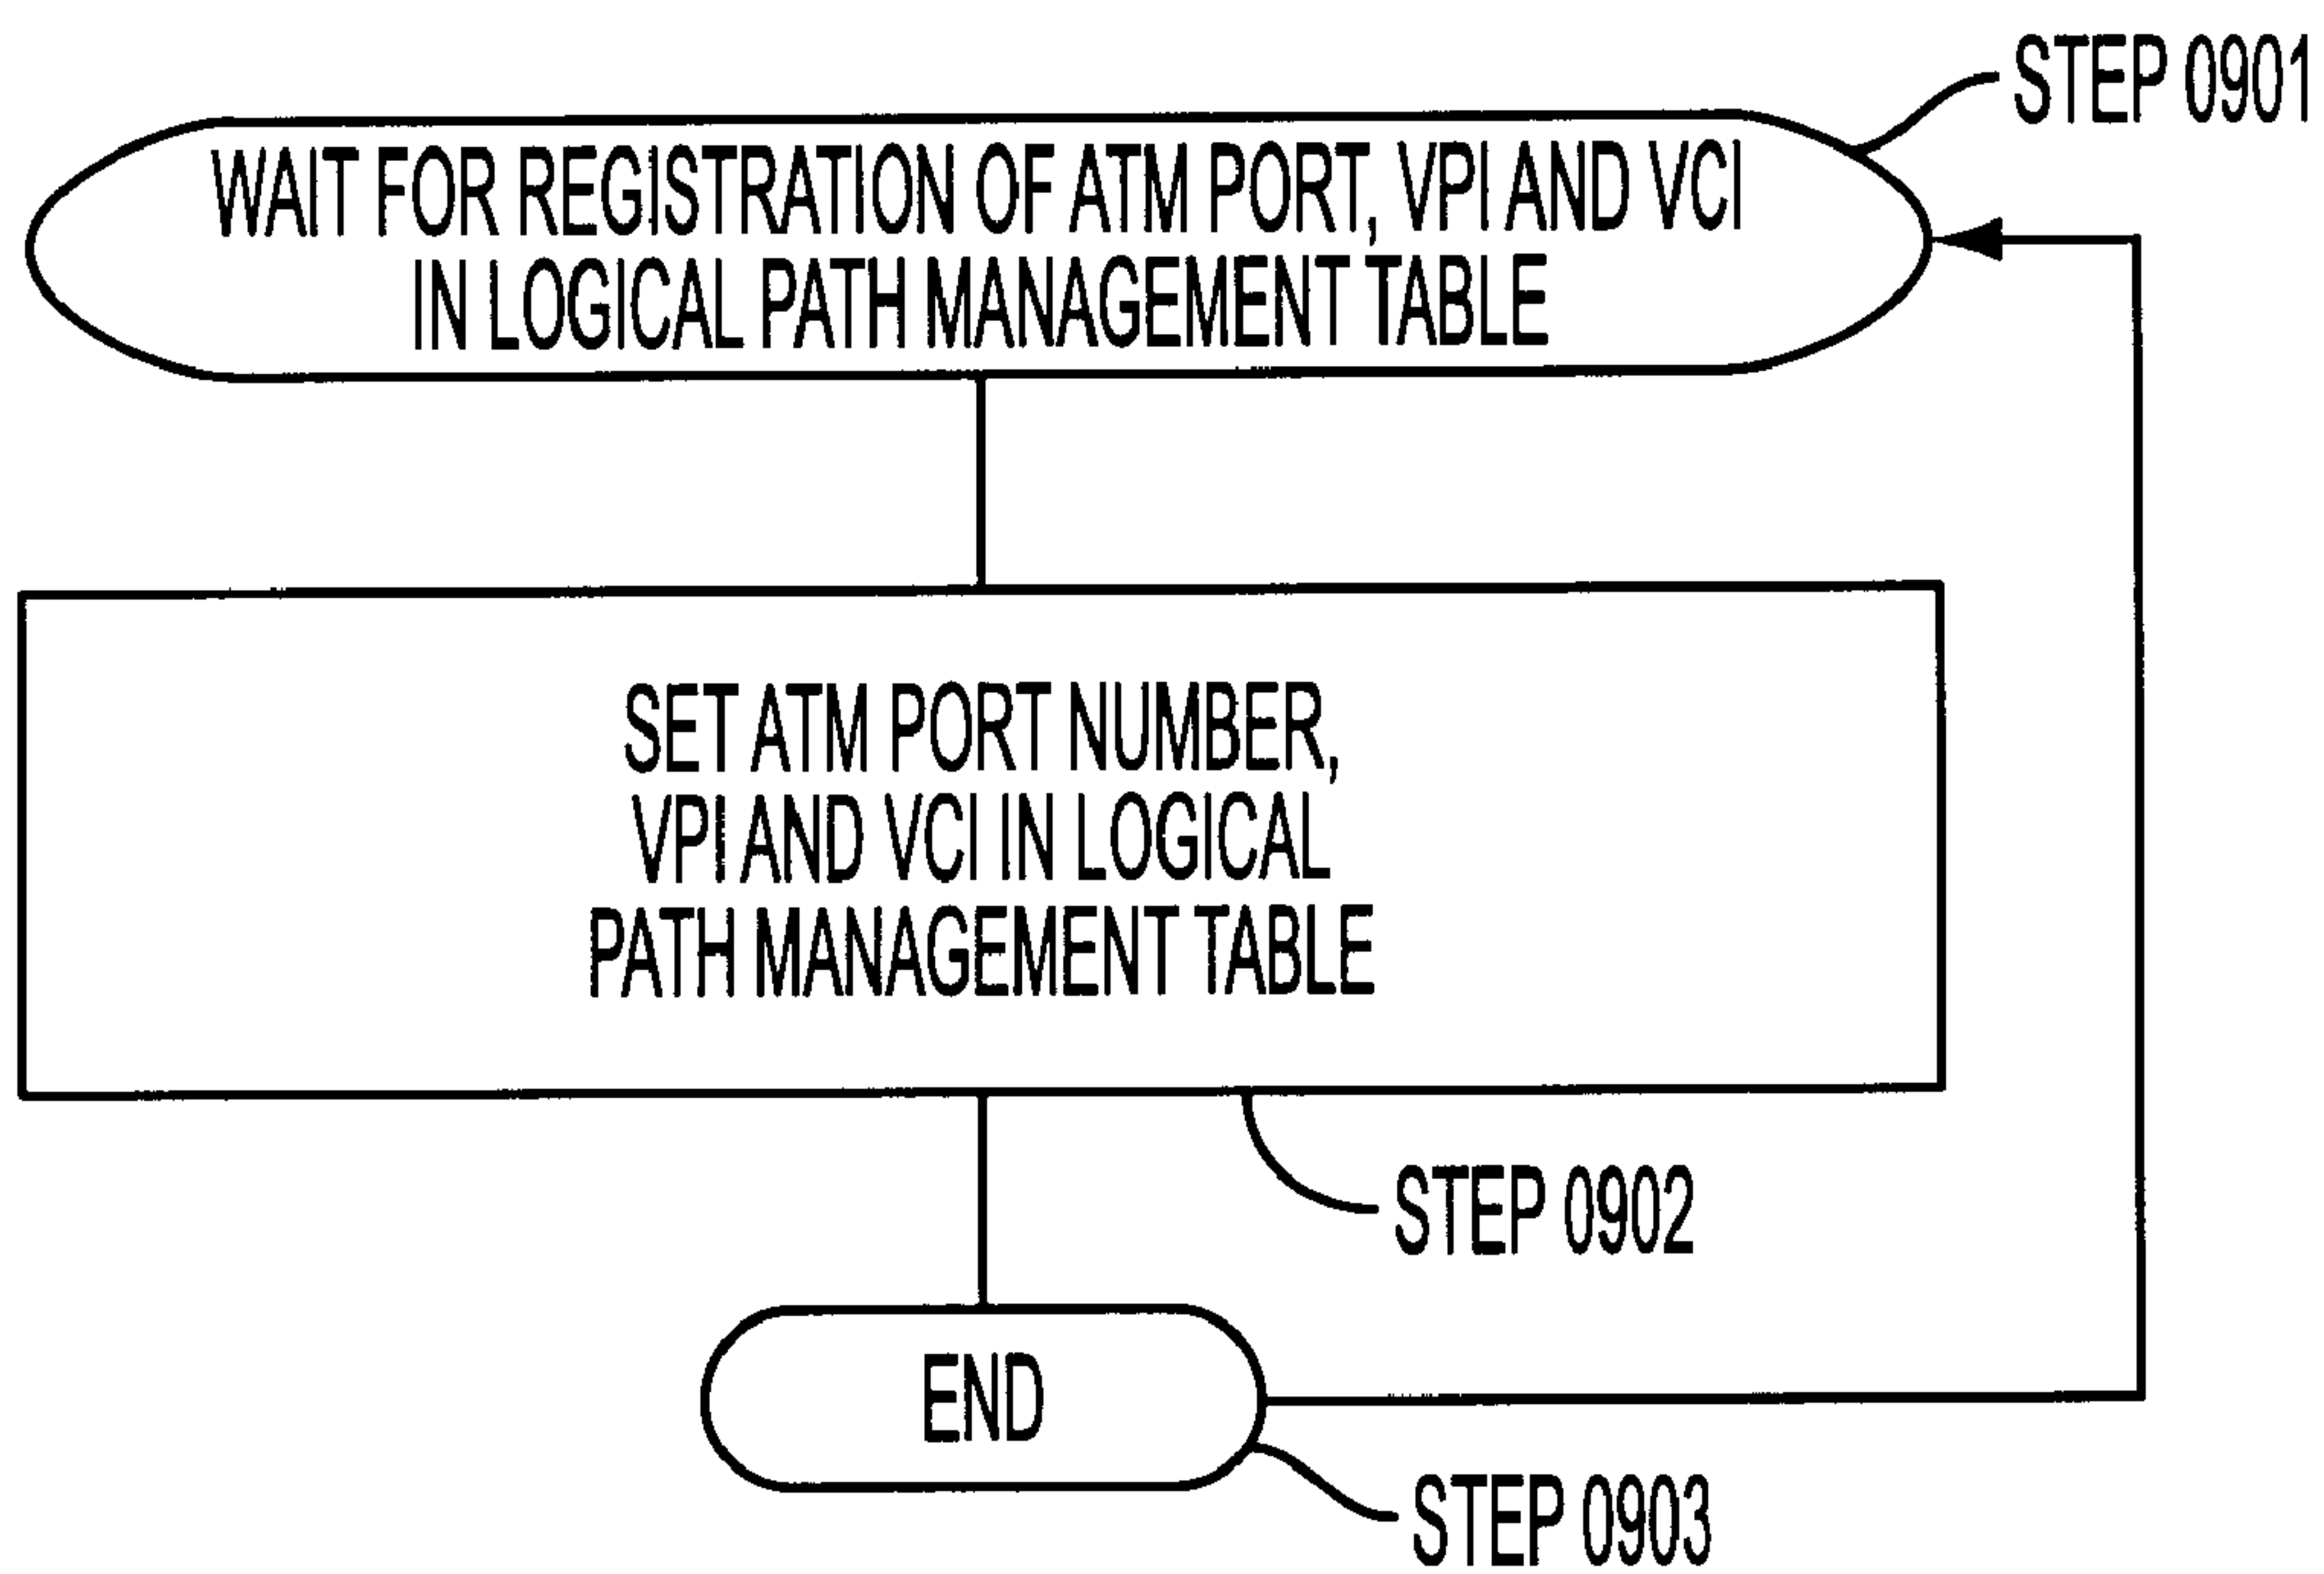 STEP 0901
WAIT FOR REGISTRATION OF ATM PORT, VPI AND VCI
IN LOGICAL PATH MANAGEMENT TABLE
SET ATM PORT NUMBER,
VPI AND VCI IN LOGICAL
PATH MANAGEMENT TABLE
STEP 0902
END
STEP 0903